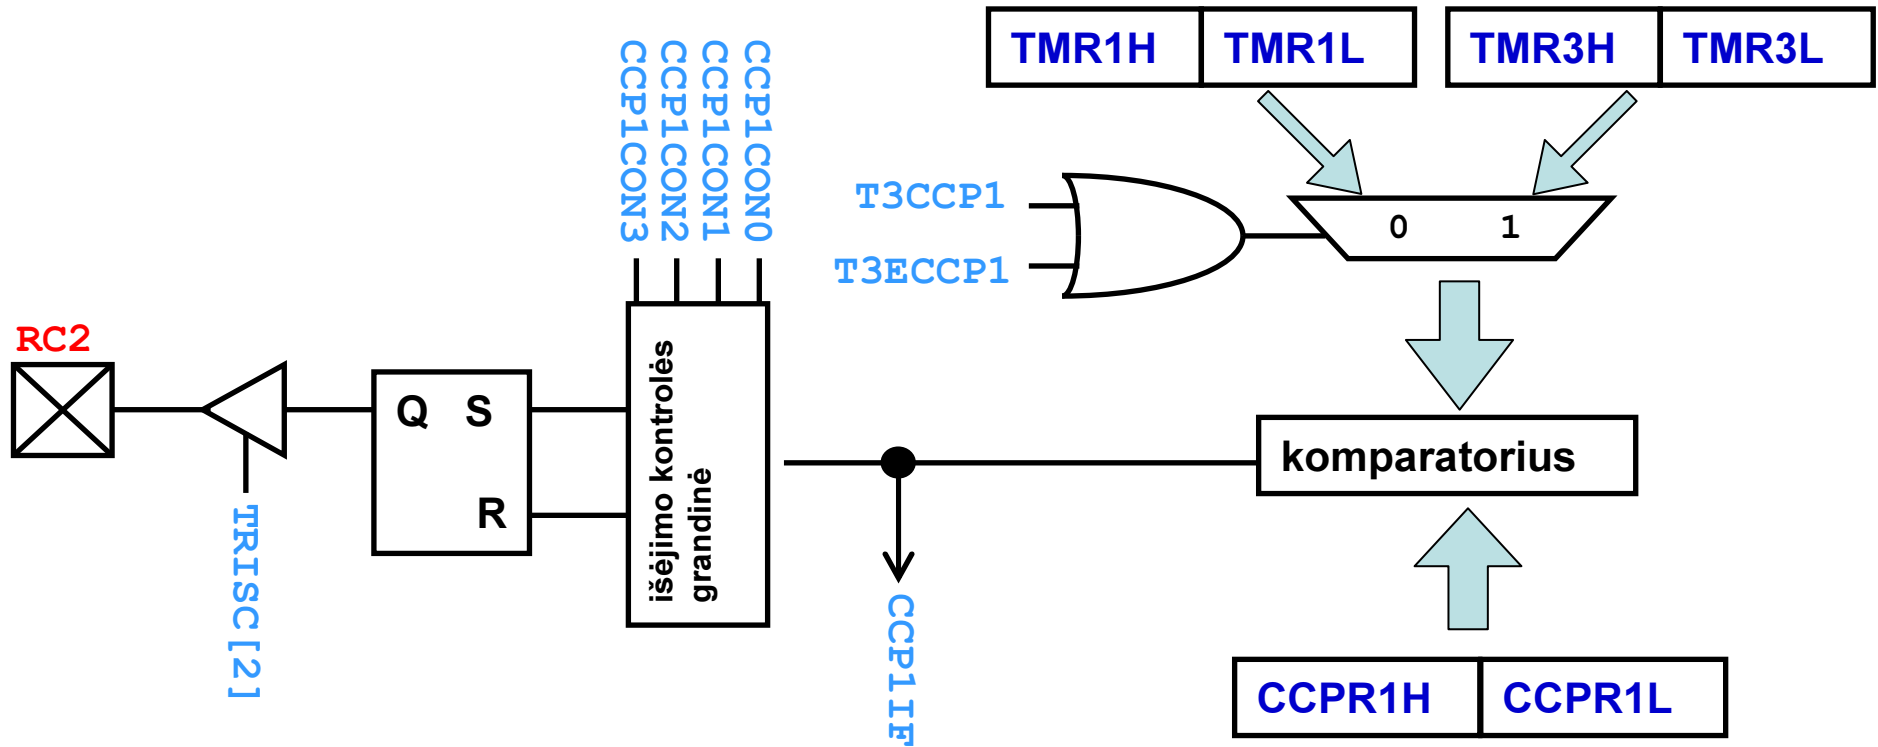 TMR1H TMR1L TMR3H TMR3L
CCP1CON3
CCP1CON2
CCP1CON1
CCP1CON0
T3CCP1
T3ECCP1
0 1
RC2
Q S
R
išėjimo kontrolės
grandinė
komparatorius
TRISC[2]
CCP1IF
CCPR1H CCPR1L